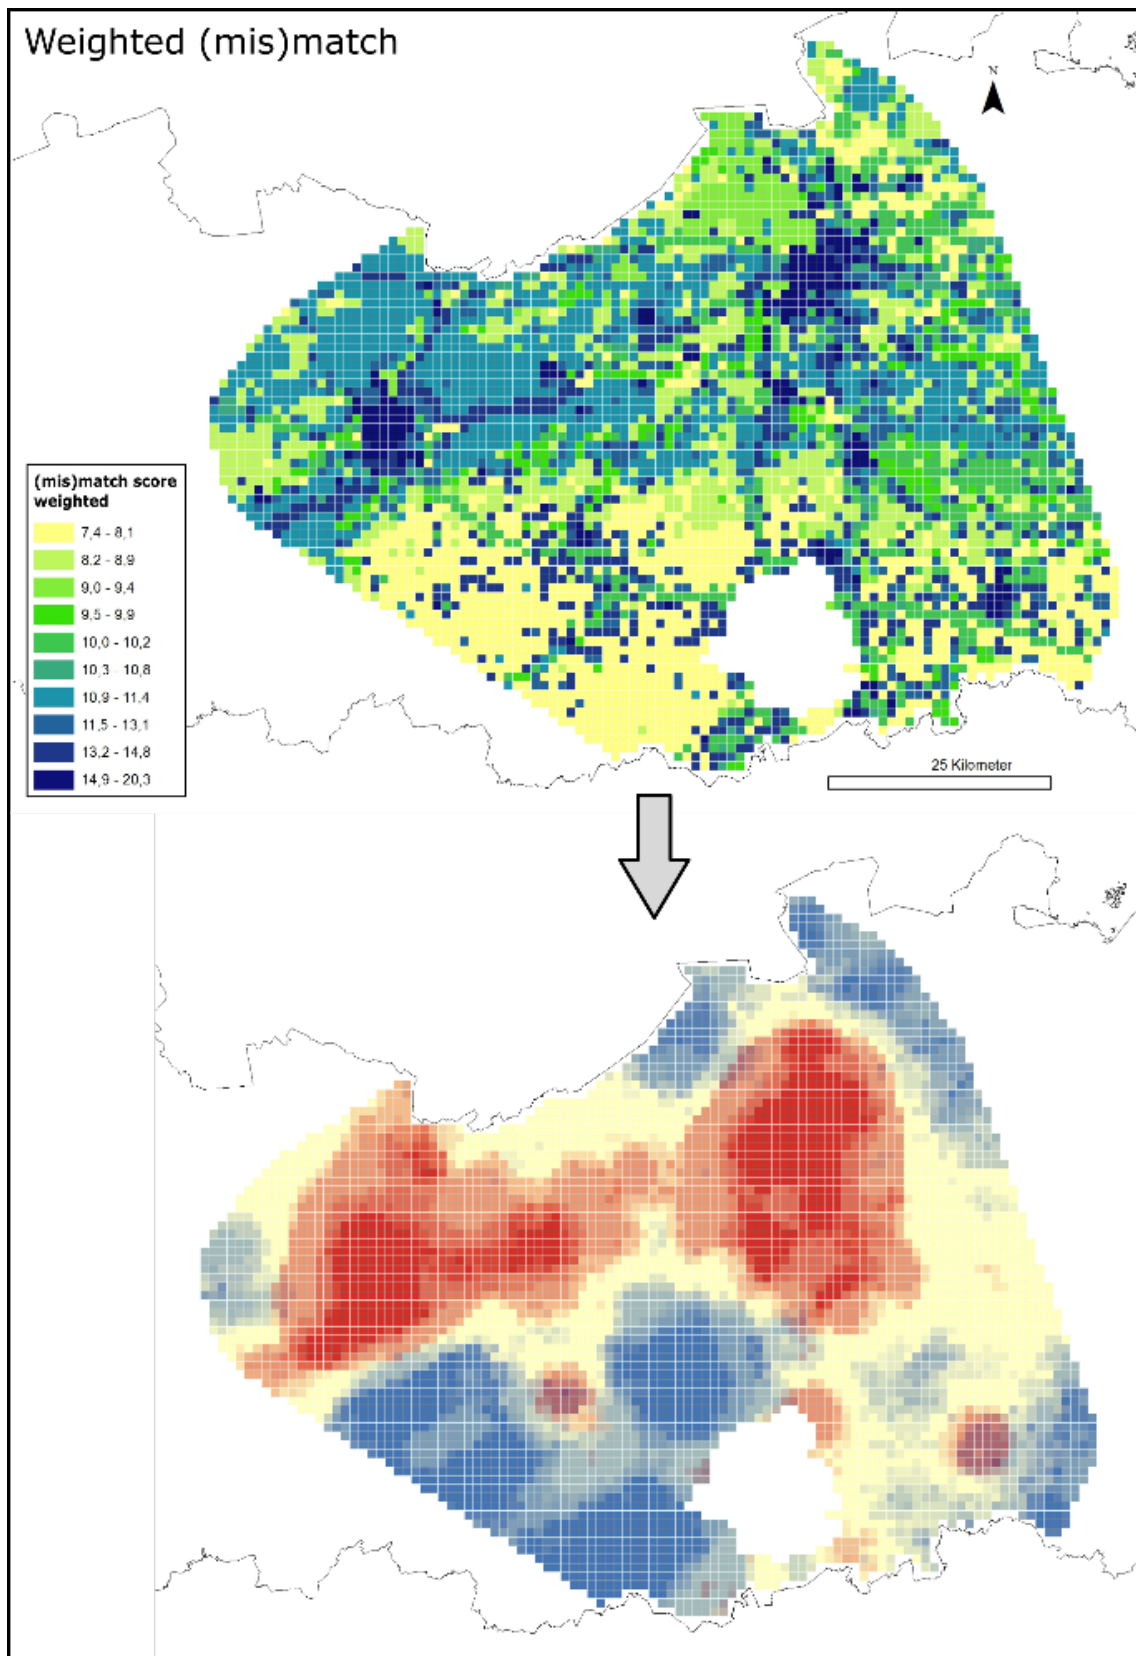 Weighted (mis)match
N
(mis)match score
weighted
7,4 - 8,1
8,2 - 8,9
9,0 - 9,4
9,5 - 9,9
10,0 - 10,2
10,3 - 10,8
10,9 - 11,4
11,5 - 13,1
13,2 - 14,8
14,9 - 20,3
25 Kilometer